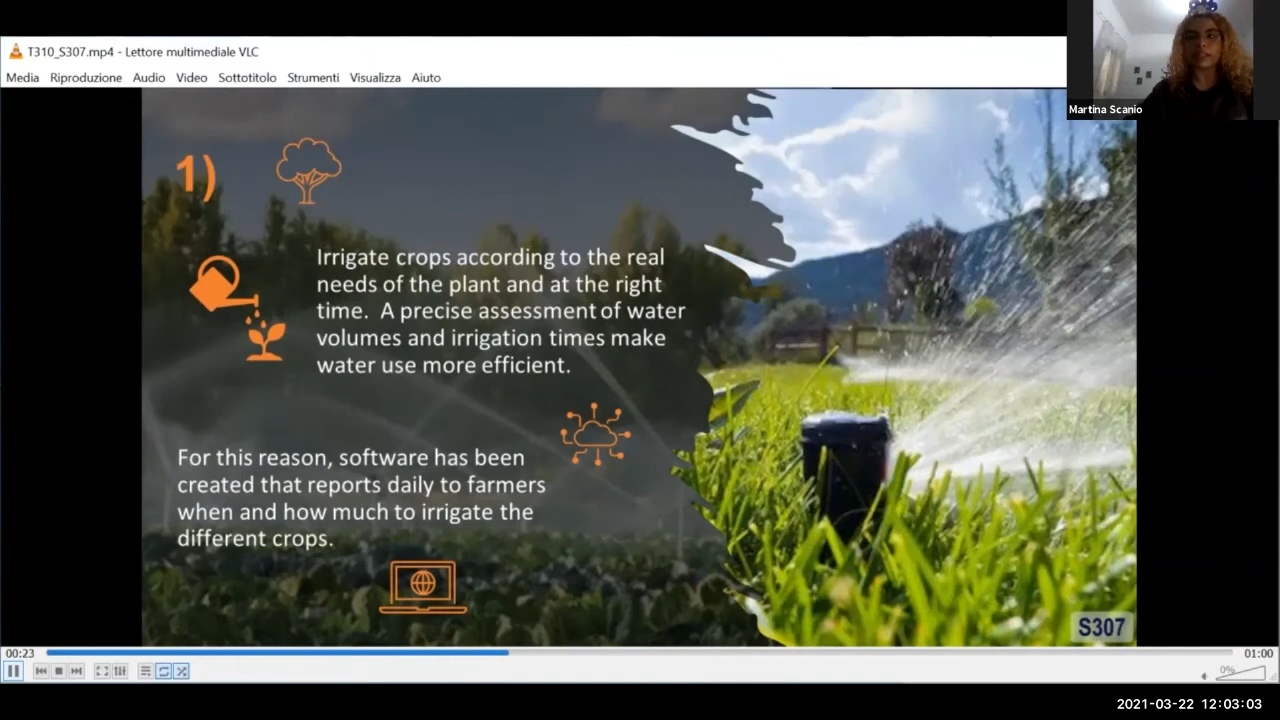 T310_S307.mp4 - Lettore multimediale VLC
Media Riproduzione Audio Video Sottotitolo Strumenti Visualizza Aiuto
Martina Scanio
1)
Irrigate crops according to the real
needs of the plant and at the right
time. A precise assessment of water
volumes and irrigation times make
water use more efficient.
For this reason, software has been
created that reports daily to farmers
when and how much to irrigate the
different crops.
S307
00:23
01:00
0%
2021-03-22 12:03:03